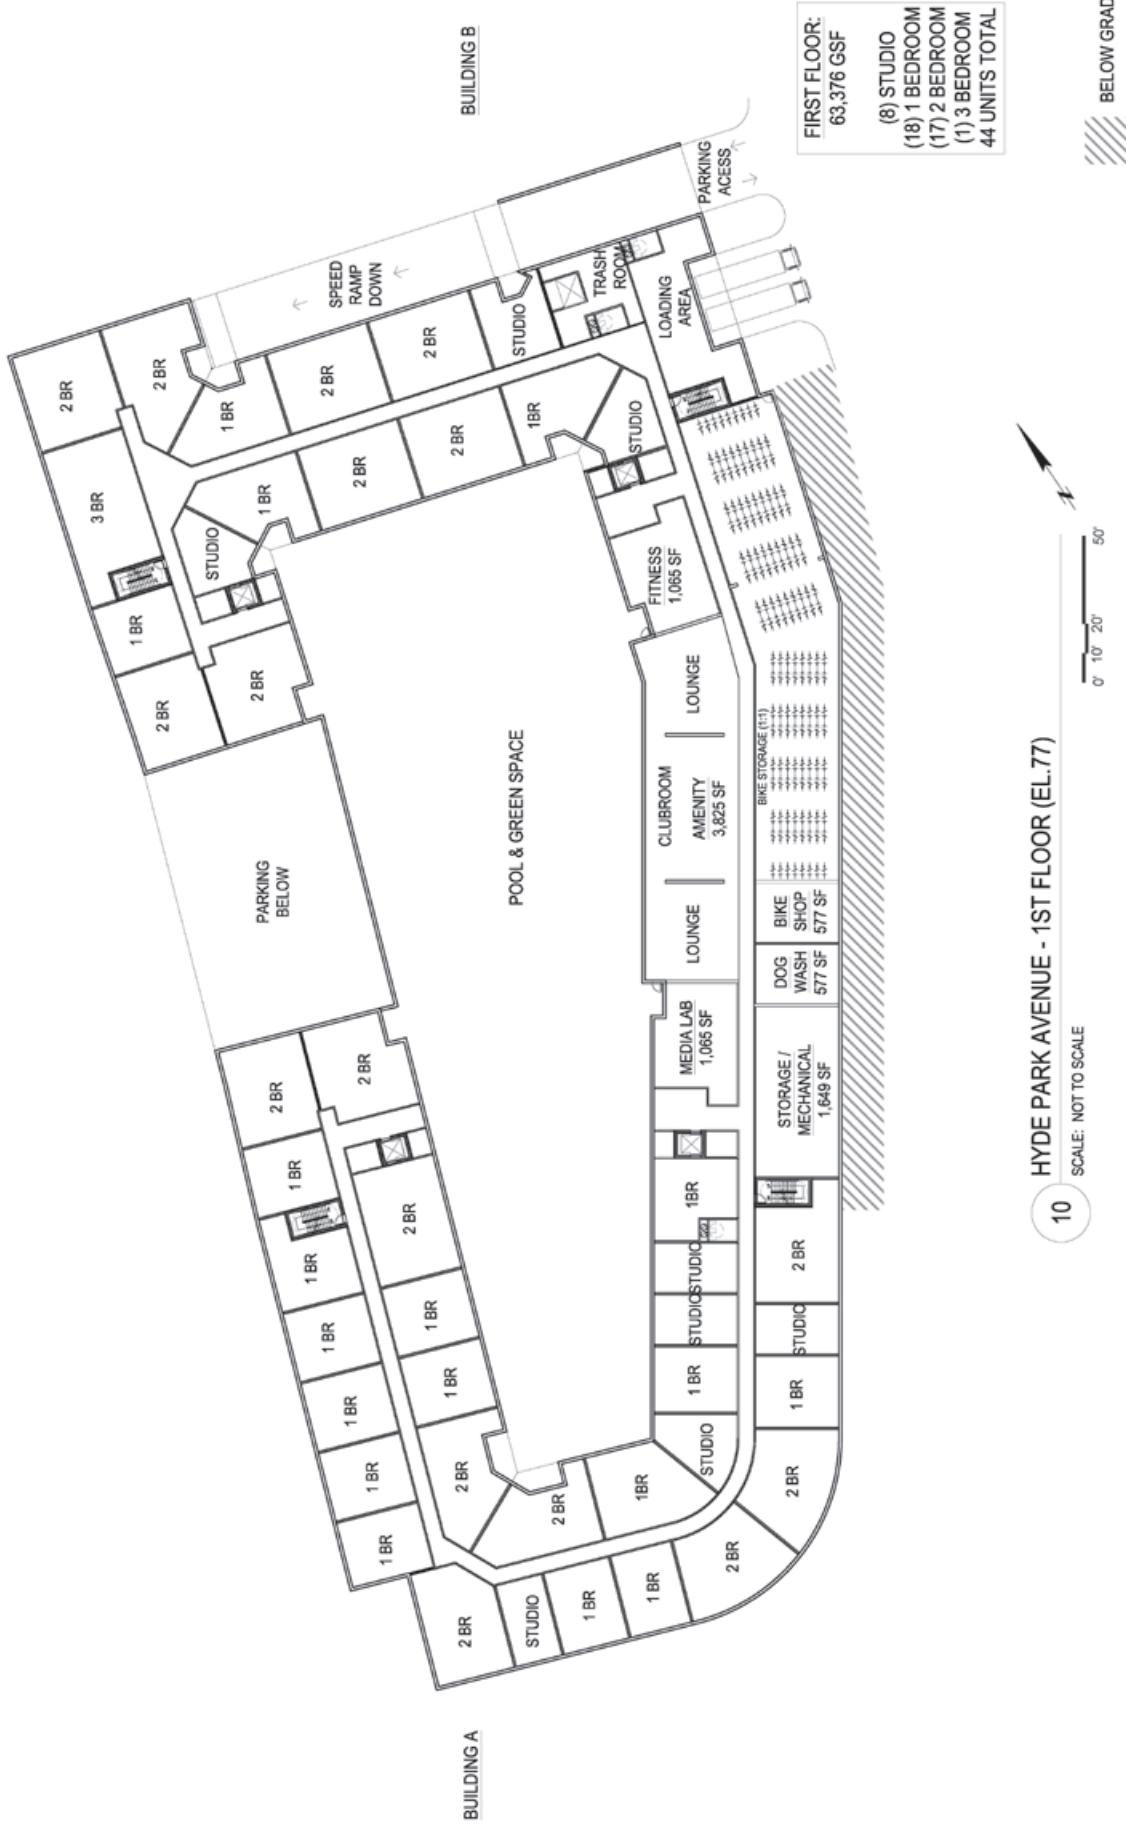 BUILDING A
BUILDING B
2 BR
2 BR
3 BR
1 BR
2 BR
2 BR
1 BR
2 BR
2 BR
STUDIO
STUDIO
1 BR
2 BR
2 BR
1BR
STUDIO
SPEED
RAMP
DOWN
TRASH
ROOM
LOADING
AREA
PARKING
ACESS
PARKING
BELOW
POOL & GREEN SPACE
FITNESS
1,065 SF
LOUNGE
CLUBROOM
AMENITY
3,825 SF
LOUNGE
MEDIA LAB
1,065 SF
BIKE STORAGE (1:1)
BIKE
SHOP
577 SF
DOG
WASH
577 SF
STORAGE /
MECHANICAL
1,649 SF
2 BR
2 BR
1 BR
1 BR
1 BR
1 BR
1 BR
1 BR
2 BR
1 BR
1 BR
2 BR
2 BR
1BR
STUDIO
1 BR
STUDIO
STUDIO
1BR
2 BR
STUDIO
1 BR
1 BR
2 BR
2 BR
1 BR
STUDIO
2 BR
FIRST FLOOR:
63,376 GSF
(8) STUDIO
(18) 1 BEDROOM
(17) 2 BEDROOM
(1) 3 BEDROOM
44 UNITS TOTAL
BELOW GRAD
10
HYDE PARK AVENUE - 1ST FLOOR (EL.77)
SCALE: NOT TO SCALE
0' 10' 20' 50'